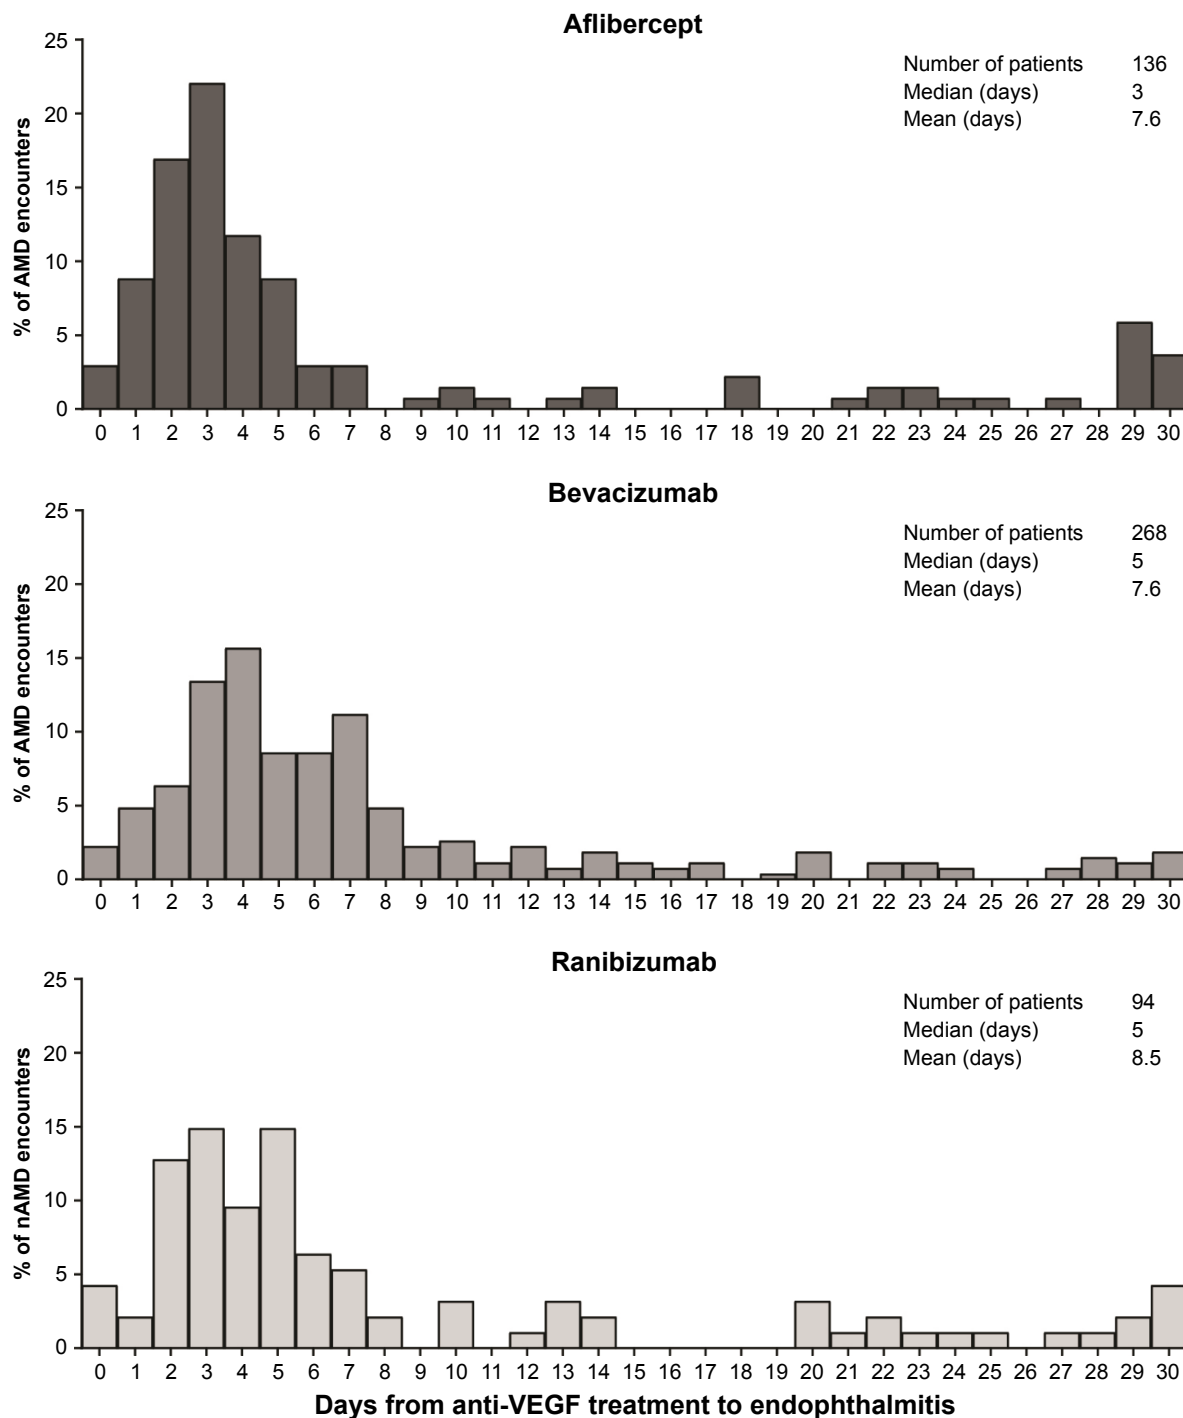 Aflibercept
Number of patients 136
Median (days) 3
Mean (days) 7.6
% of AMD encounters
25
20
15
10
5
0
0 1 2 3 4 5 6 7 8 9 10 11 12 13 14 15 16 17 18 19 20 21 22 23 24 25 26 27 28 29 30
Bevacizumab
Number of patients 268
Median (days) 5
Mean (days) 7.6
% of AMD encounters
25
20
15
10
5
0
0 1 2 3 4 5 6 7 8 9 10 11 12 13 14 15 16 17 18 19 20 21 22 23 24 25 26 27 28 29 30
Ranibizumab
Number of patients 94
Median (days) 5
Mean (days) 8.5
% of nAMD encounters
25
20
15
10
5
0
0 1 2 3 4 5 6 7 8 9 10 11 12 13 14 15 16 17 18 19 20 21 22 23 24 25 26 27 28 29 30
Days from anti-VEGF treatment to endophthalmitis